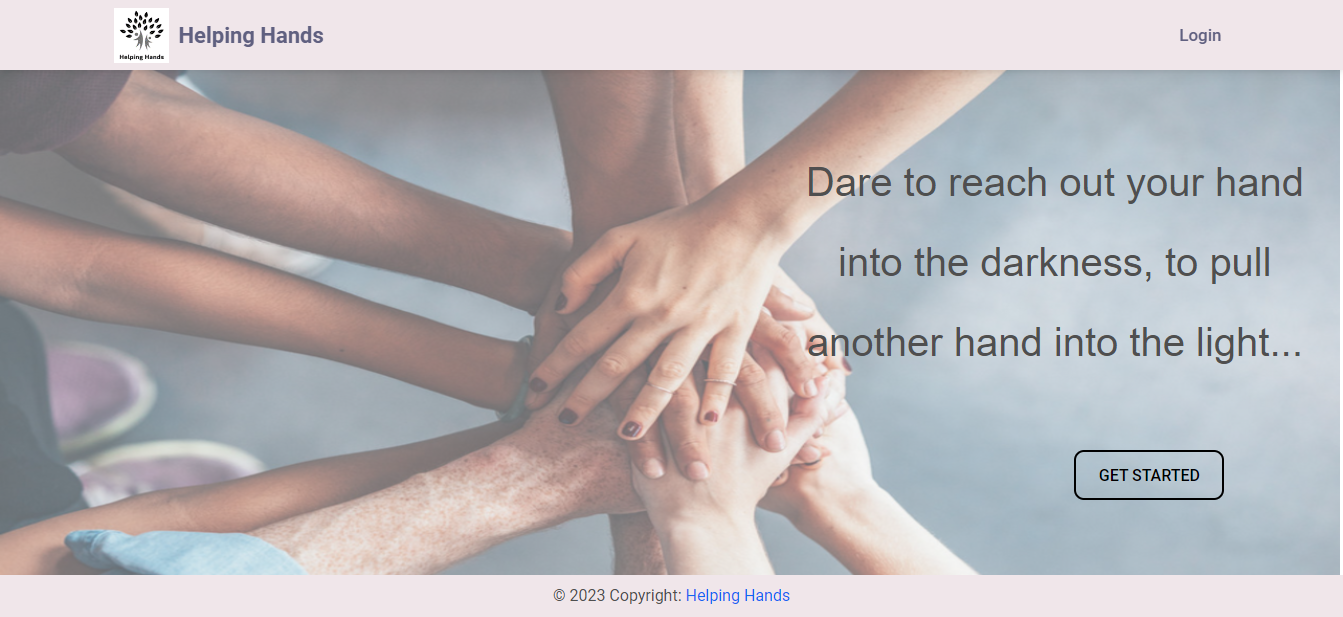 Helping Hands
Helping Hands
Login
Dare to reach out your hand
into the darkness, to pull
another hand into the light...
GET STARTED
© 2023 Copyright: Helping Hands